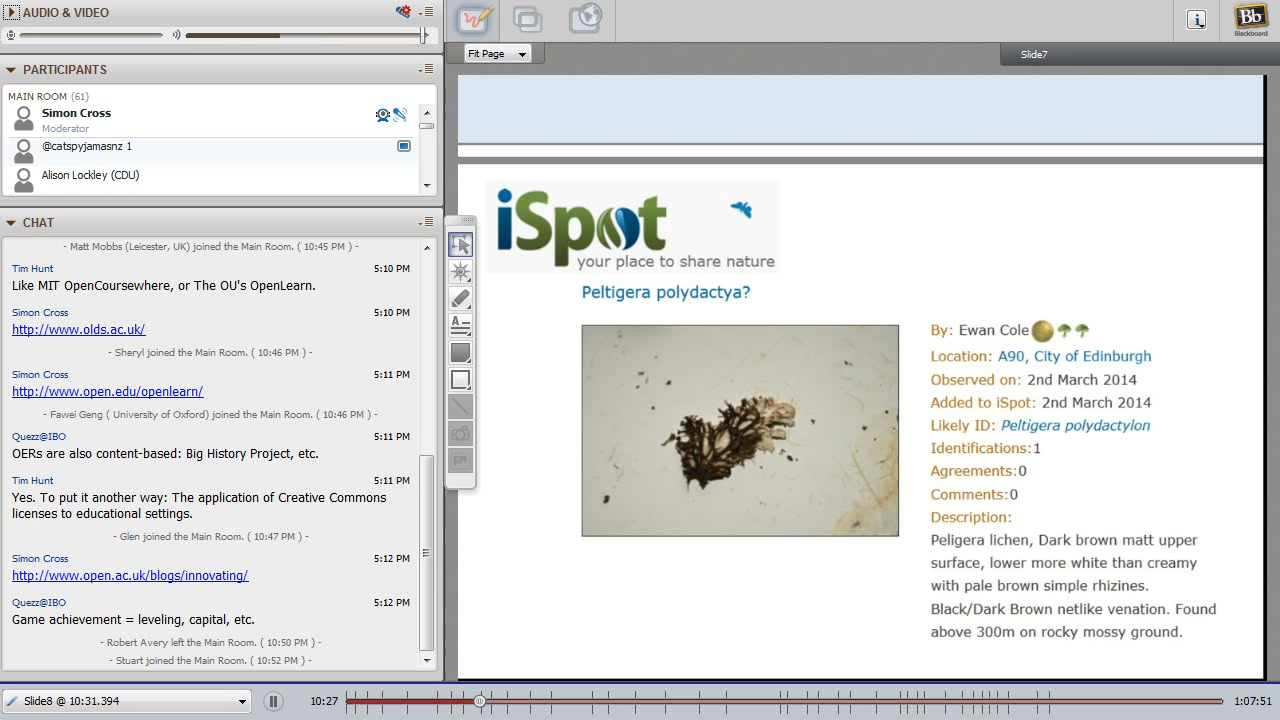 AUDIO & VIDEO
PARTICIPANTS
MAIN ROOM (61)
Simon Cross
Moderator
@catspyjamasnz 1
Alison Lockley (CDU)
CHAT
- Matt Mobbs (Leicester, UK) joined the Main Room. ( 10:45 PM ) -
Tim Hunt 5:10 PM
Like MIT OpenCoursewhere, or The OU's OpenLearn.
Simon Cross 5:10 PM
http://www.olds.ac.uk/
- Sheryl joined the Main Room. ( 10:46 PM ) -
Simon Cross 5:11 PM
http://www.open.edu/openlearn/
- Fawei Geng ( University of Oxford) joined the Main Room. ( 10:46 PM ) -
Quezz@IBO 5:11 PM
OERs are also content-based: Big History Project, etc.
Tim Hunt 5:11 PM
Yes. To put it another way: The application of Creative Commons
licenses to educational settings.
- Glen joined the Main Room. ( 10:47 PM ) -
Simon Cross 5:12 PM
http://www.open.ac.uk/blogs/innovating/
Quezz@IBO 5:12 PM
Game achievement = leveling, capital, etc.
- Robert Avery left the Main Room. ( 10:50 PM ) -
- Stuart joined the Main Room. ( 10:52 PM ) -
Bb
Blackboard
Fit Page
Slide7
iSpot
your place to share nature
Peltigera polydactya?
By: Ewan Cole
Location: A90, City of Edinburgh
Observed on: 2nd March 2014
Added to iSpot: 2nd March 2014
Likely ID: Peltigera polydactylon
Identifications:1
Agreements:0
Comments:0
Description:
Peligera lichen, Dark brown matt upper
surface, lower more white than creamy
with pale brown simple rhizines.
Black/Dark Brown netlike venation. Found
above 300m on rocky mossy ground.
Slide8 @ 10:31.394
10:27
1:07:51